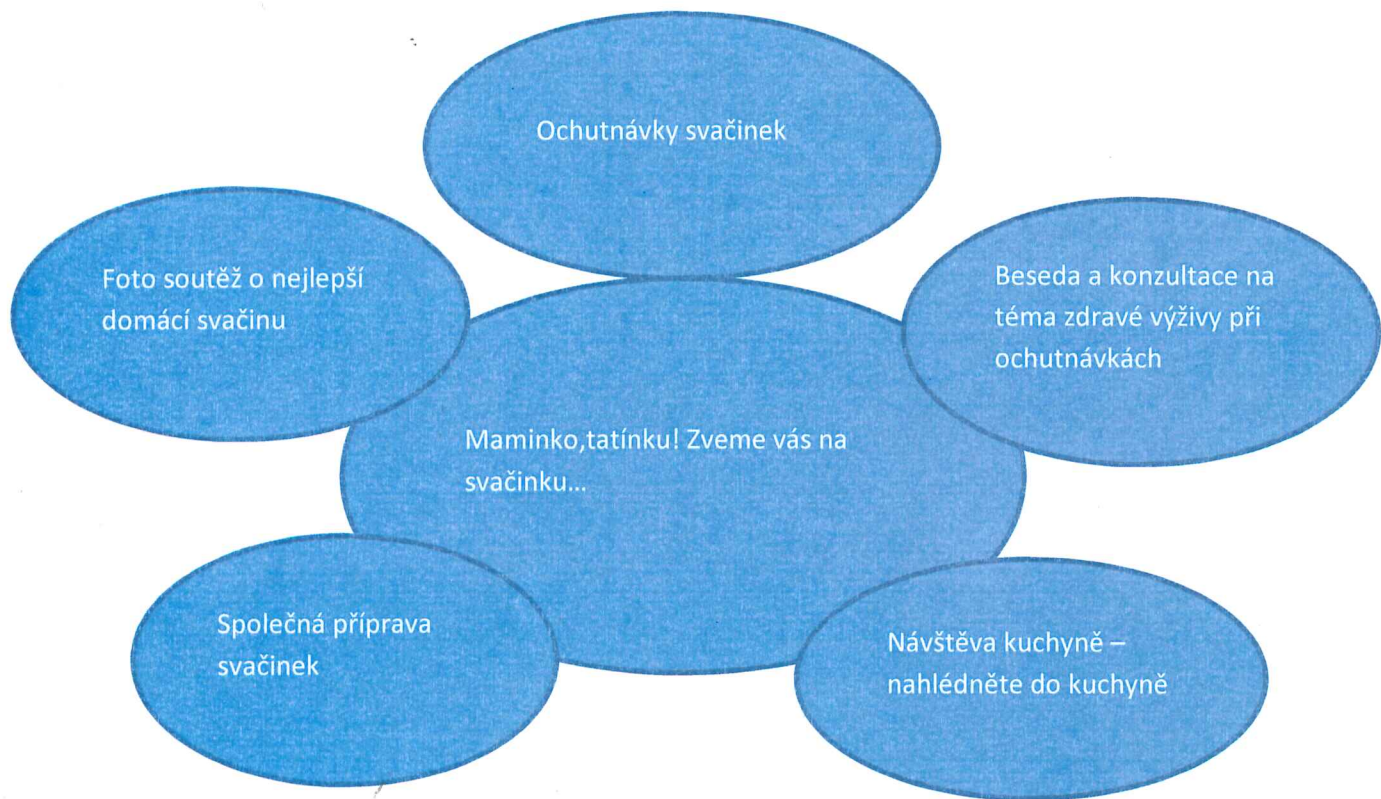 Ochutnávky svačinek
Foto soutěž o nejlepší
domácí svačinu
Beseda a konzultace na
téma zdravé výživy při
ochutnávkách
Maminko,tatínku! Zveme vás na
svačinku...
Společná příprava
svačinek
Návštěva kuchyně –
nahlédněte do kuchyně